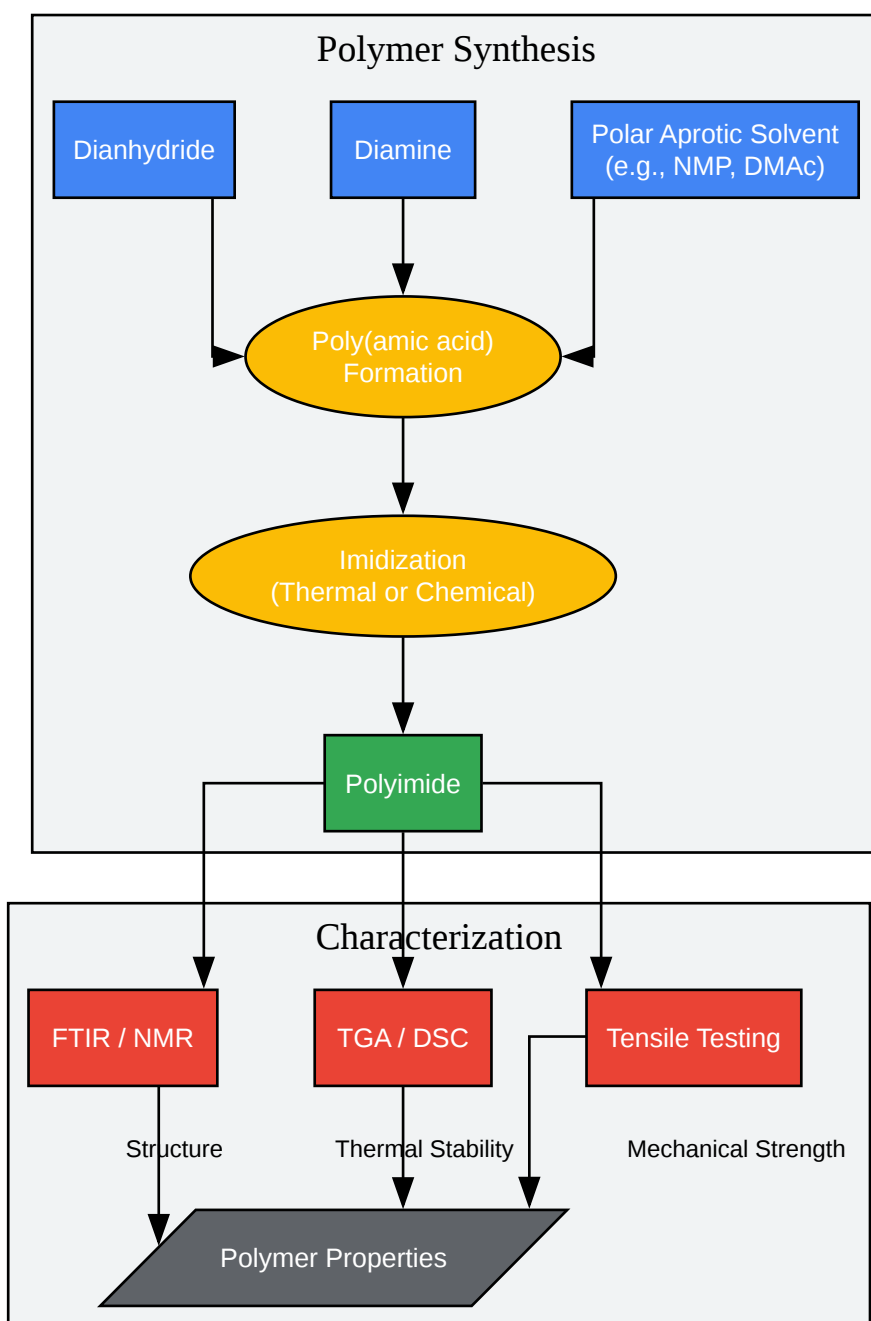 Polymer Synthesis
Dianhydride
Diamine
Polar Aprotic Solvent
(e.g., NMP, DMAc)
Poly(amic acid)
Formation
Imidization
(Thermal or Chemical)
Polyimide
Characterization
FTIR / NMR
TGA / DSC
Tensile Testing
Structure
Thermal Stability
Mechanical Strength
Polymer Properties